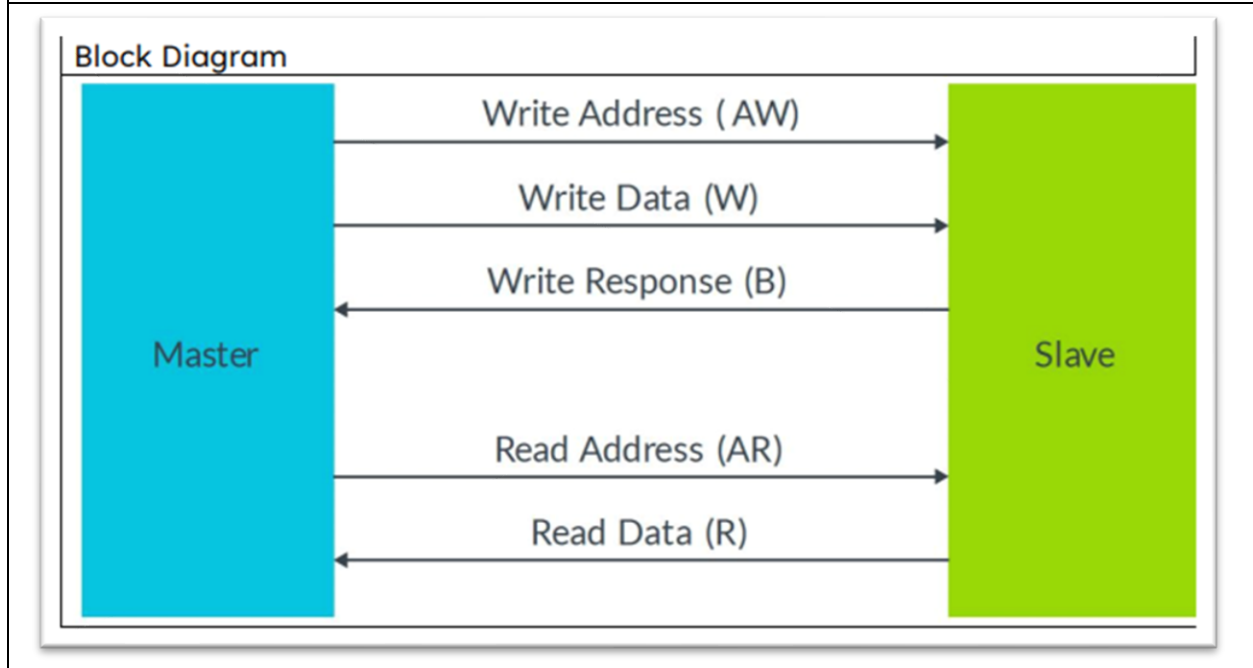 Block Diagram
Write Address ( AW)
Write Data (W)
Write Response (B)
Master
Slave
Read Address (AR)
Read Data (R)